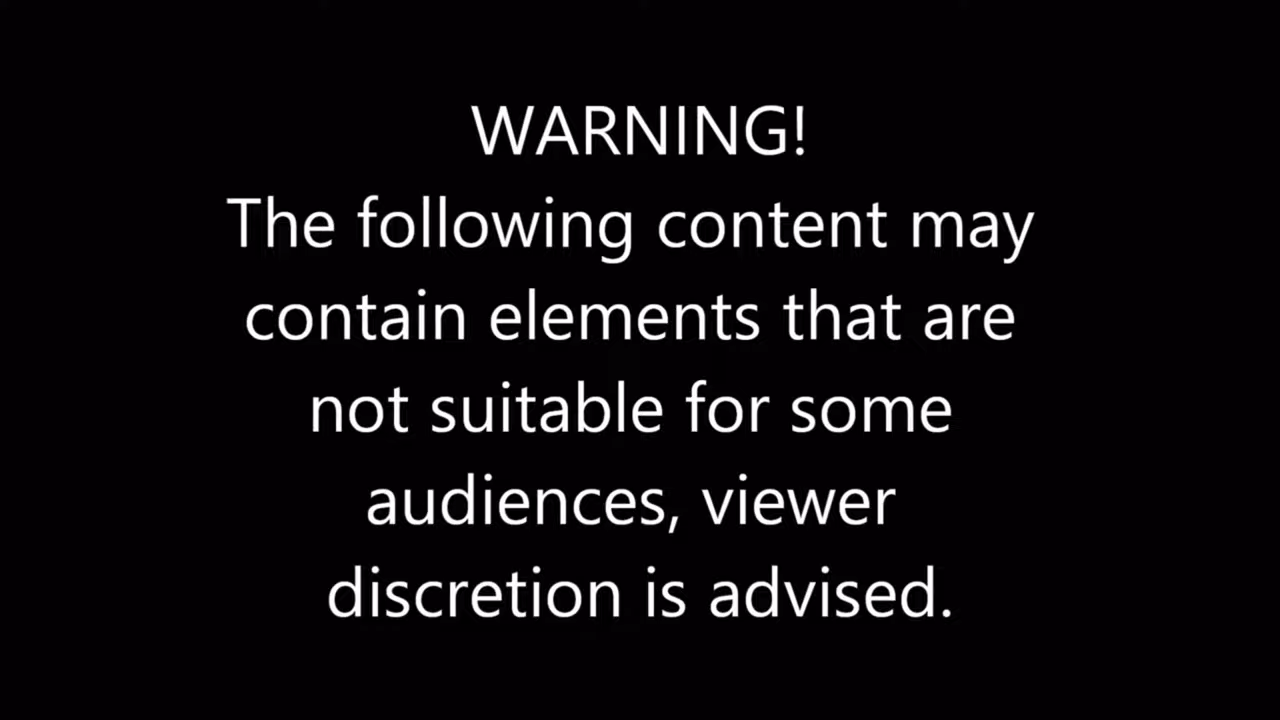 WARNING!
The following content may
contain elements that are
not suitable for some
audiences, viewer
discretion is advised.